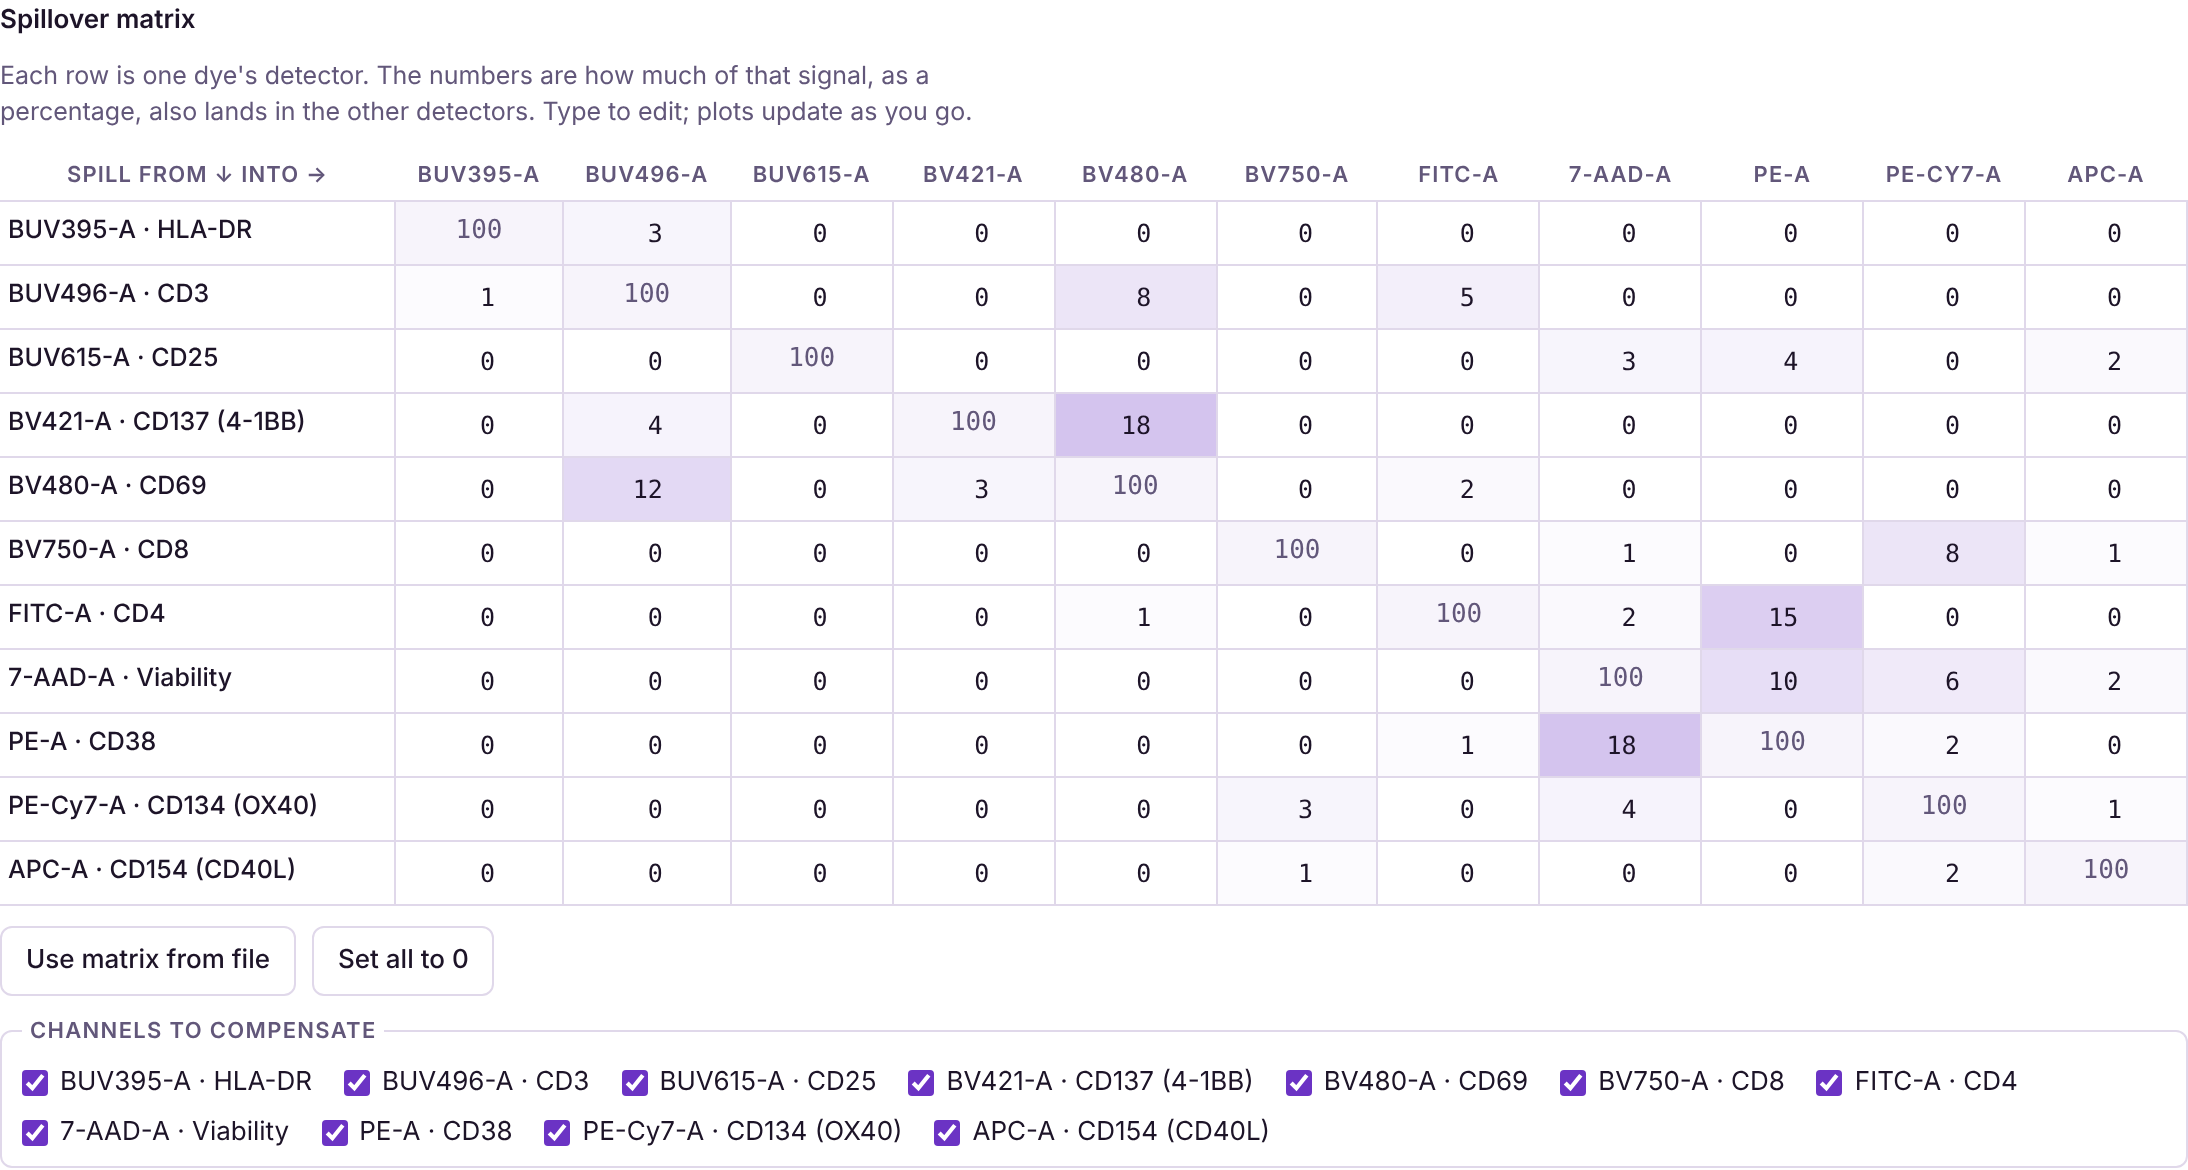 Spillover matrix
Each row is one dye's detector. The numbers are how much of that signal, as a
percentage, also lands in the other detectors. Type to edit; plots update as you go.
SPILL FROM ↓ INTO → BUV395-A BUV496-A BUV615-A BV421-A BV480-A BV750-A FITC-A 7-AAD-A PE-A PE-CY7-A APC-A
BUV395-A · HLA-DR 100 3 0 0 0 0 0 0 0 0 0
BUV496-A · CD3 1 100 0 0 8 0 5 0 0 0 0
BUV615-A · CD25 0 0 100 0 0 0 0 3 4 0 2
BV421-A · CD137 (4-1BB) 0 4 0 100 18 0 0 0 0 0 0
BV480-A · CD69 0 12 0 3 100 0 2 0 0 0 0
BV750-A · CD8 0 0 0 0 0 100 0 1 0 8 1
FITC-A · CD4 0 0 0 0 1 0 100 2 15 0 0
7-AAD-A · Viability 0 0 0 0 0 0 0 100 10 6 2
PE-A · CD38 0 0 0 0 0 0 1 18 100 2 0
PE-Cy7-A · CD134 (OX40) 0 0 0 0 0 3 0 4 0 100 1
APC-A · CD154 (CD40L) 0 0 0 0 0 1 0 0 0 2 100
Use matrix from file Set all to 0
CHANNELS TO COMPENSATE
BUV395-A · HLA-DR BUV496-A · CD3 BUV615-A · CD25 BV421-A · CD137 (4-1BB) BV480-A · CD69 BV750-A · CD8 FITC-A · CD4
7-AAD-A · Viability PE-A · CD38 PE-Cy7-A · CD134 (OX40) APC-A · CD154 (CD40L)